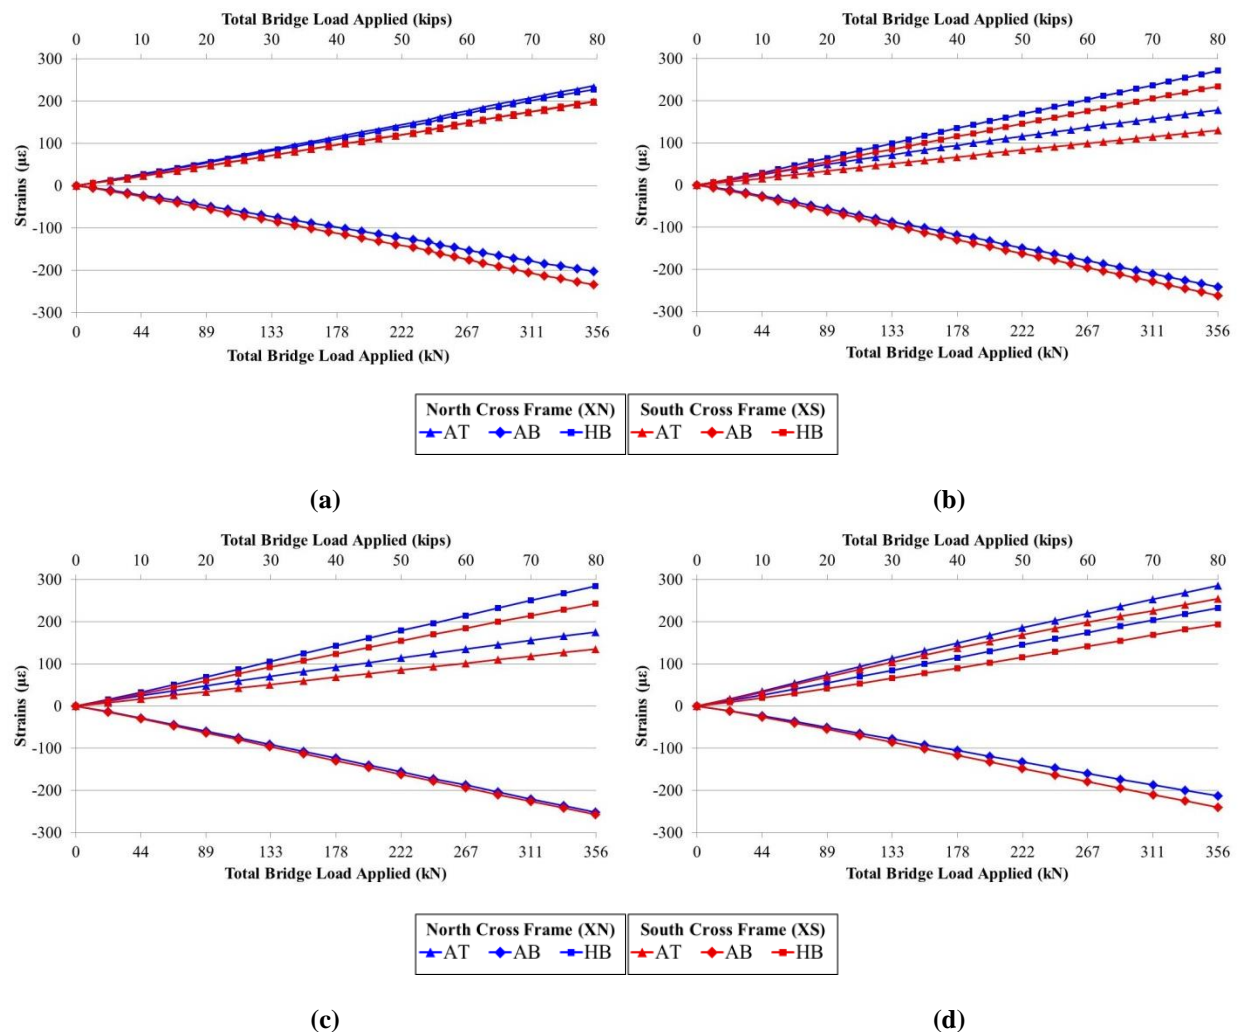 Total Bridge Load Applied (kips)
0 10 20 30 40 50 60 70 80
300
200
100
0
-100
-200
-300
Strains (με)
0 44 89 133 178 222 267 311 356
Total Bridge Load Applied (kN)
Total Bridge Load Applied (kips)
0 10 20 30 40 50 60 70 80
300
200
100
0
-100
-200
-300
Strains (με)
0 44 89 133 178 222 267 311 356
Total Bridge Load Applied (kN)
North Cross Frame (XN)
AT AB HB
South Cross Frame (XS)
AT AB HB
(a)
(b)
Total Bridge Load Applied (kips)
0 10 20 30 40 50 60 70 80
300
200
100
0
-100
-200
-300
Strains (με)
0 44 89 133 178 222 267 311 356
Total Bridge Load Applied (kN)
Total Bridge Load Applied (kips)
0 10 20 30 40 50 60 70 80
300
200
100
0
-100
-200
-300
Strains (με)
0 44 89 133 178 222 267 311 356
Total Bridge Load Applied (kN)
North Cross Frame (XN)
AT AB HB
South Cross Frame (XS)
AT AB HB
(c)
(d)